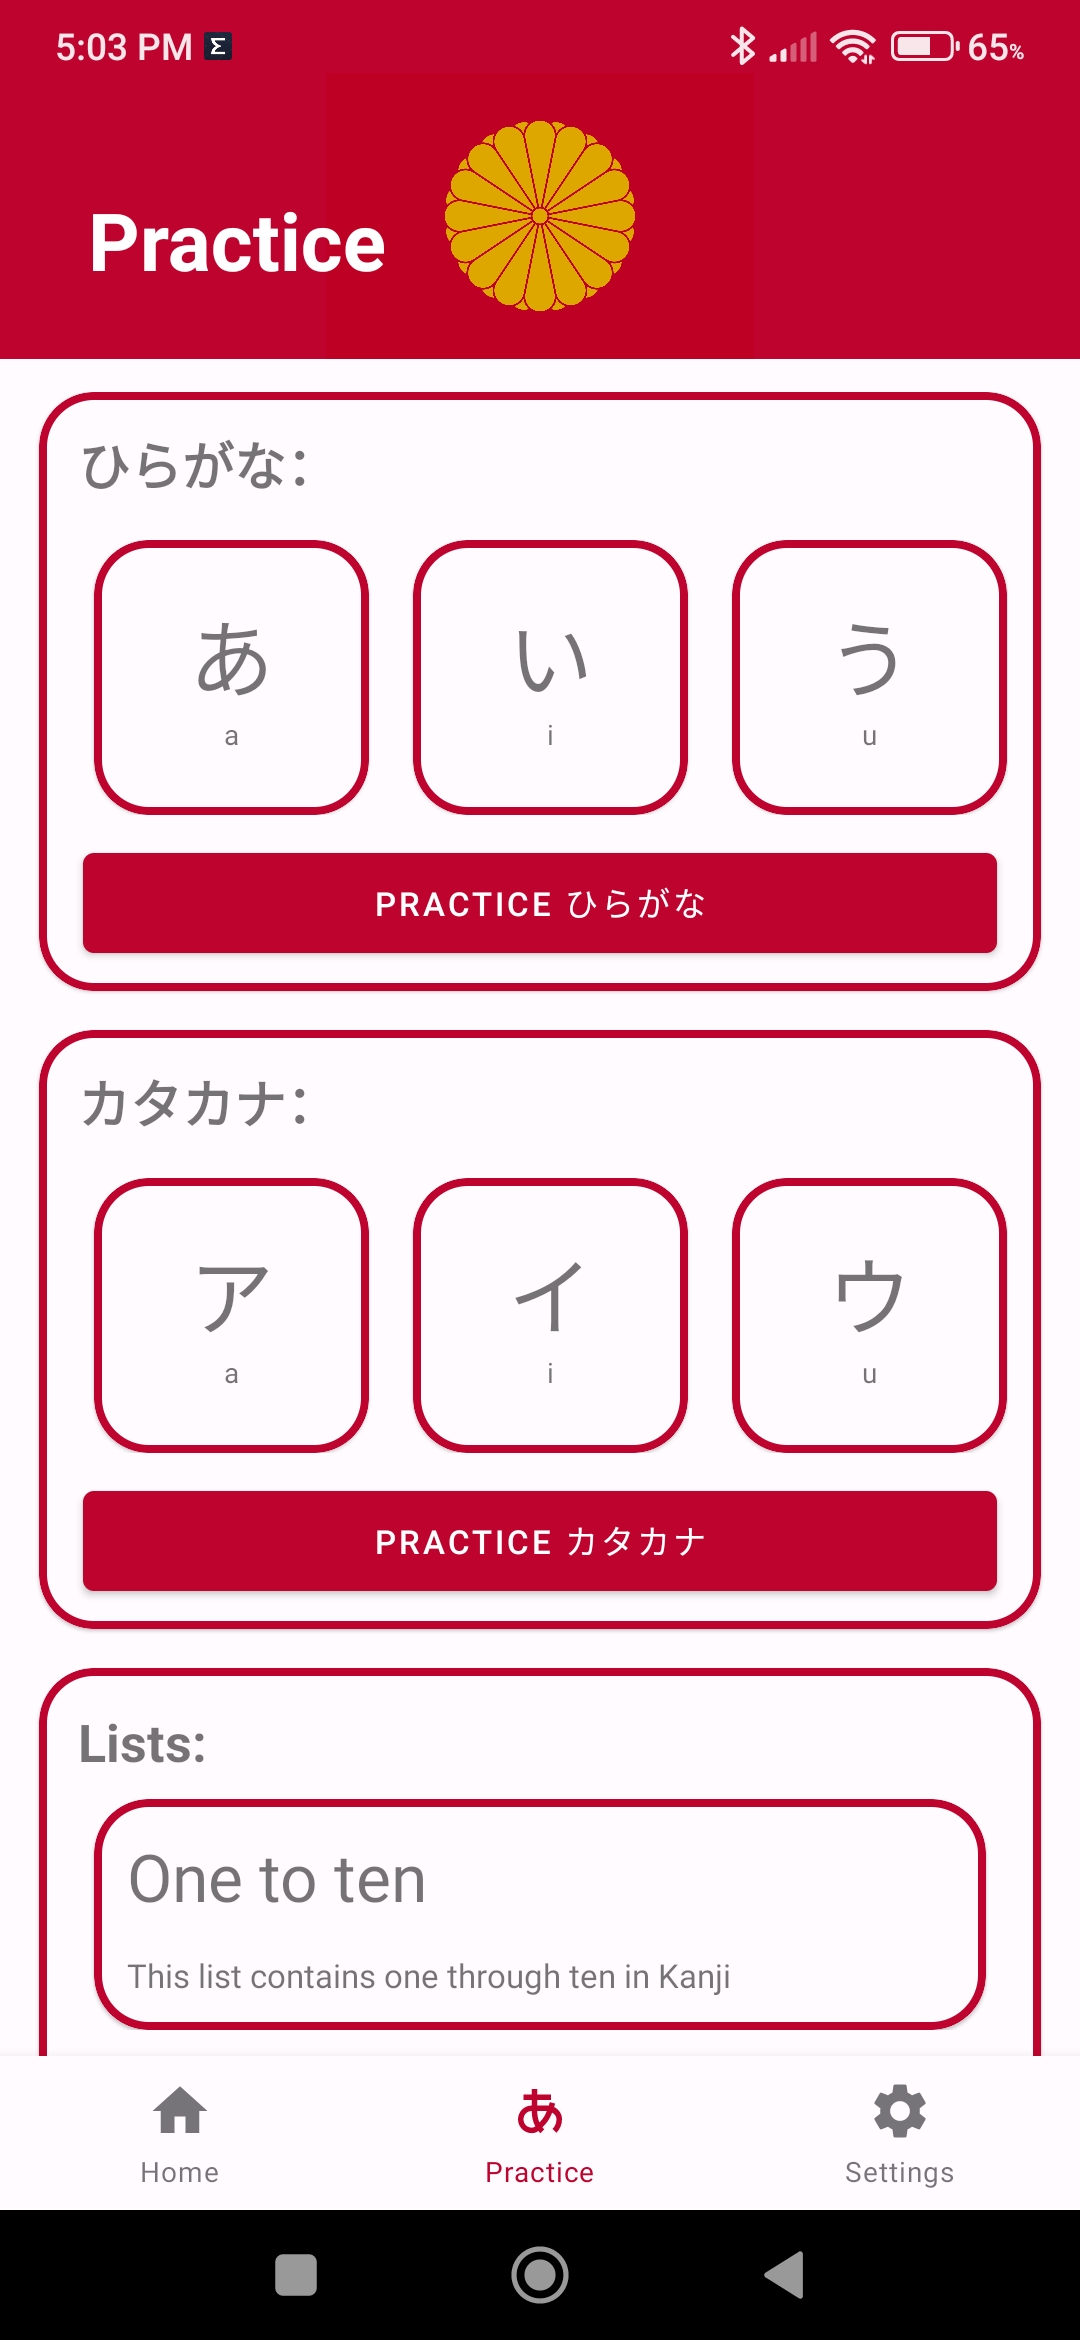 5:03 PM Σ 65%
Practice
ひらがな：
あ い う
a i u
PRACTICE ひらがな
カタカナ：
ア イ ウ
a i u
PRACTICE カタカナ
Lists:
One to ten
This list contains one through ten in Kanji
あ
Home Practice Settings